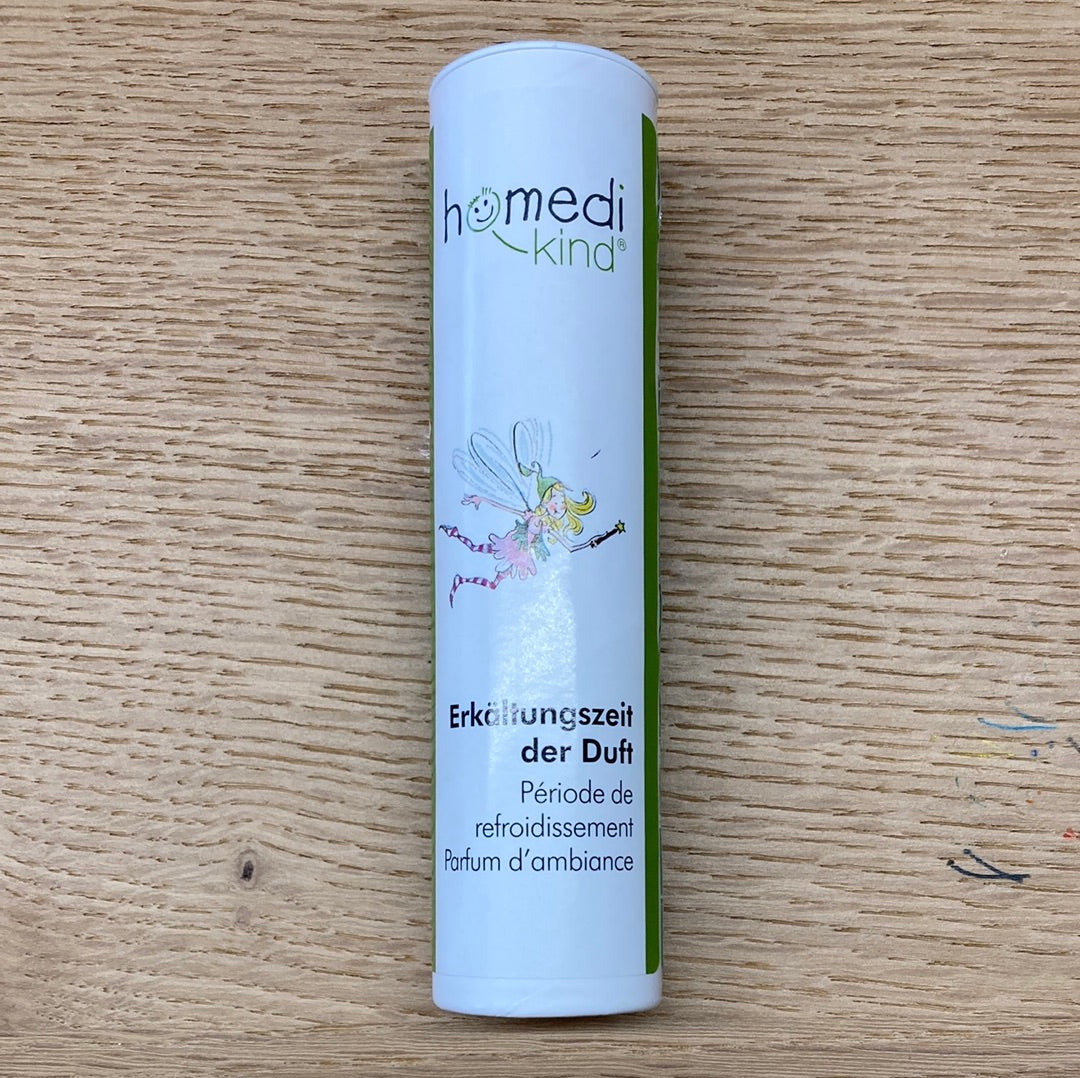 homedi
kind®
Erkältungszeit
der Duft
Période de
refroidissement
Parfum d'ambiance